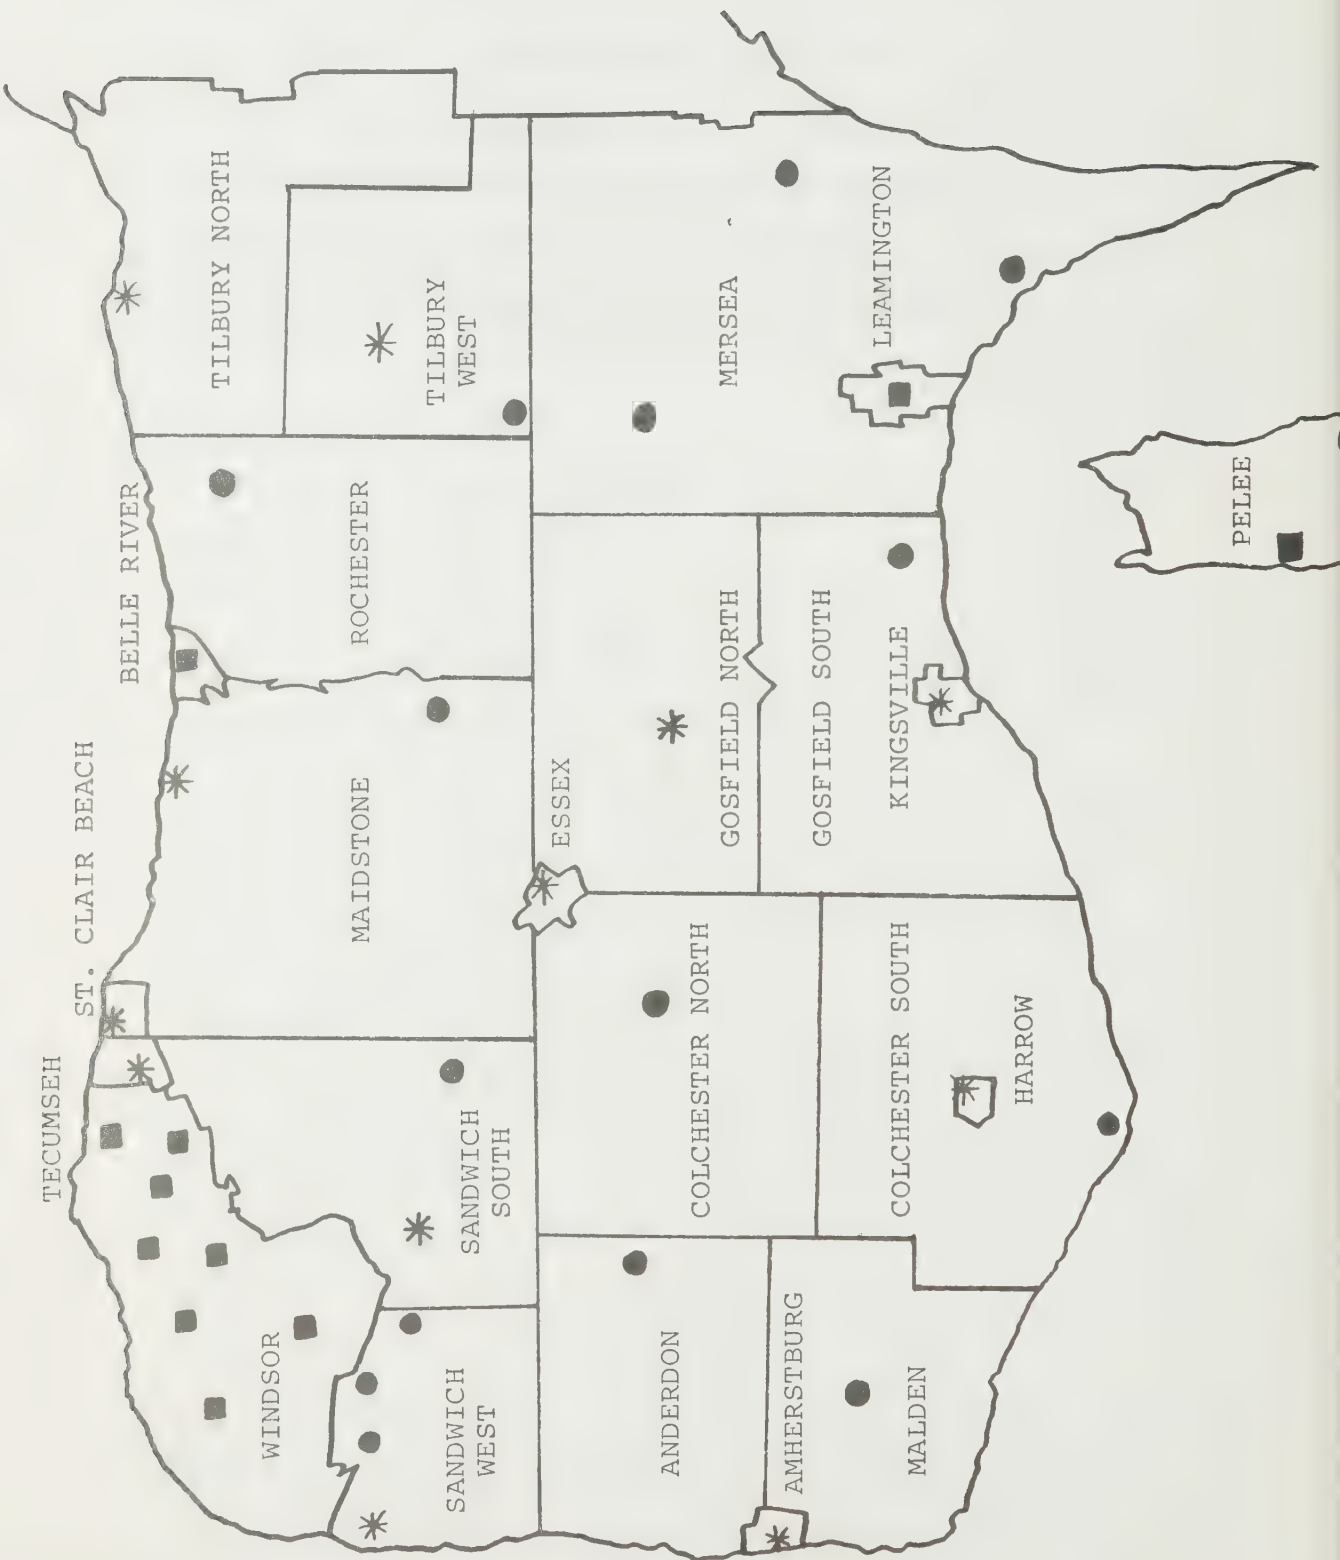 TECUMSEH
ST. CLAIR BEACH
BELLE RIVER
WINDSOR
SANDWICH
WEST
SANDWICH
SOUTH
MAIDSTONE
ROCHESTER
TILBURY NORTH
TILBURY
WEST
ESSEX
ANDERDON
COLCHESTER NORTH
GOSFIELD NORTH
MERSEA
AMHERSTBURG
MALDEN
COLCHESTER SOUTH
HARROW
GOSFIELD SOUTH
KINGSVILLE
LEAMINGTON
PELEE